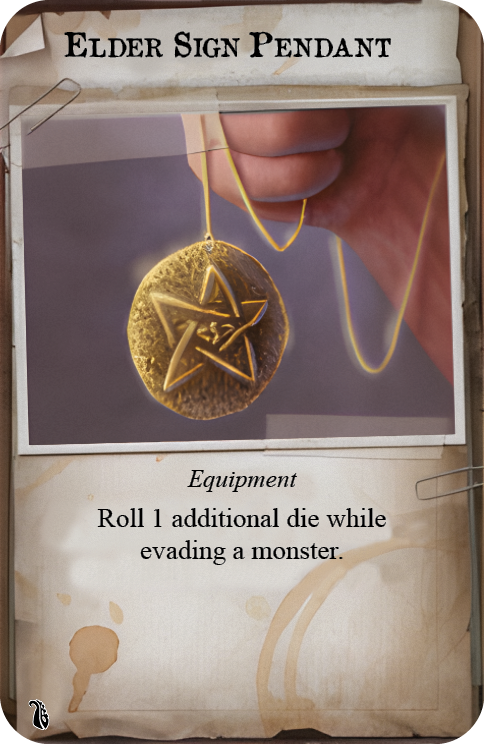 Elder Sign Pendant
Equipment
Roll 1 additional die while
evading a monster.